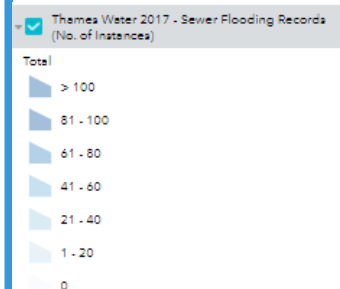 Thames Water 2017 - Sewer Flooding Records
(No. of Instances)
Total
> 100
81 - 100
61 - 80
41 - 60
21 - 40
1 - 20
0